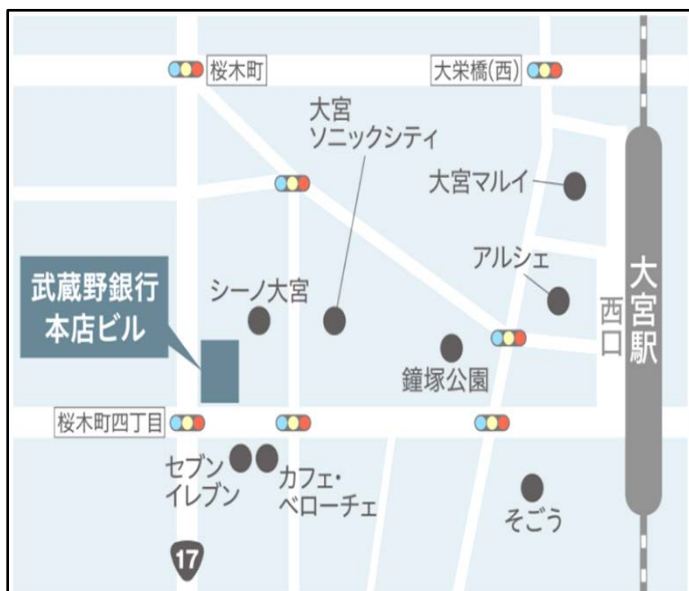 桜木町
大栄橋(西)
大宮
ソニックシティ
大宮マルイ
アルシェ
大宮駅
西口
武蔵野銀行
本店ビル
シーノ大宮
鐘塚公園
桜木町四丁目
セブン
イレブン
カフェ・
ベローチェ
そごう
17